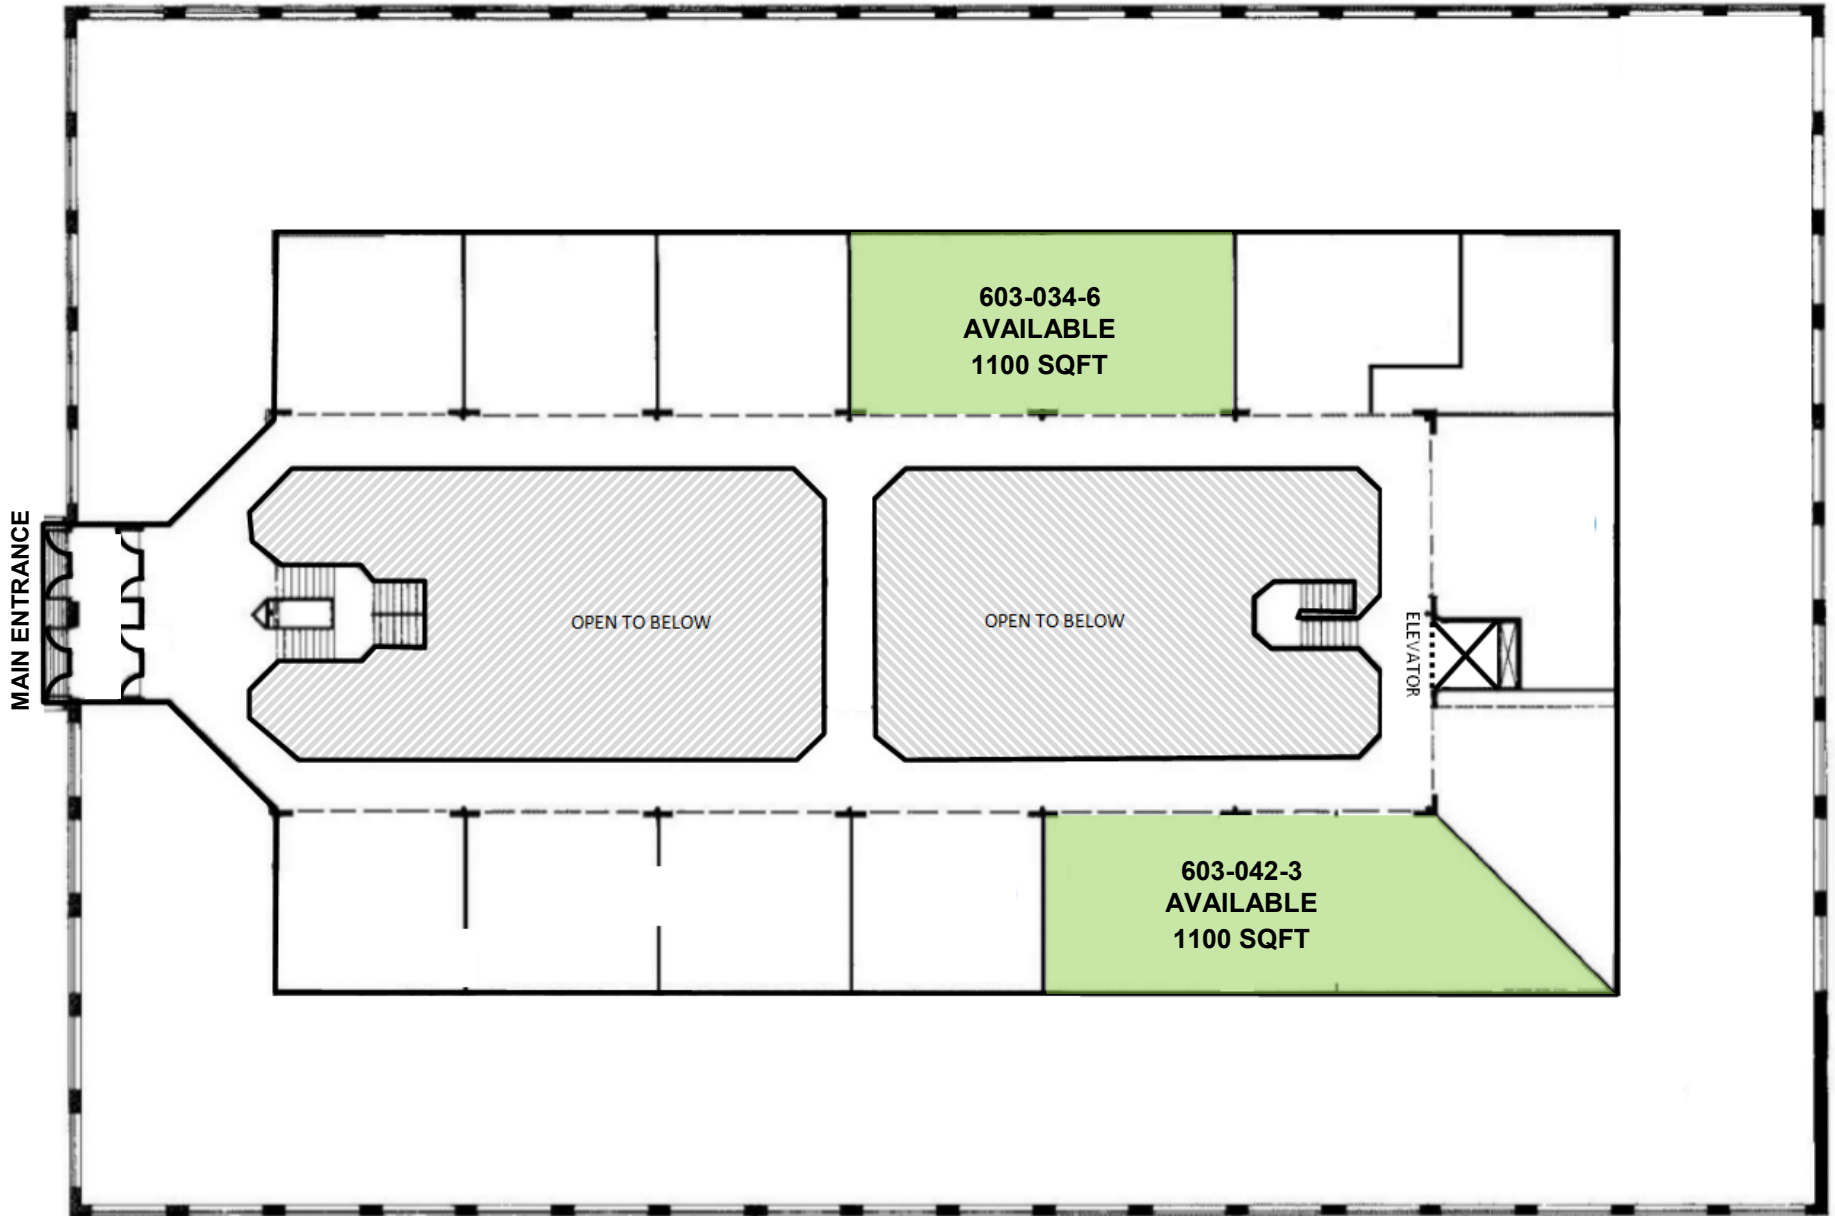 603-034-6
AVAILABLE
1100 SQFT
MAIN ENTRANCE
OPEN TO BELOW
OPEN TO BELOW
ELEVATOR
603-042-3
AVAILABLE
1100 SQFT